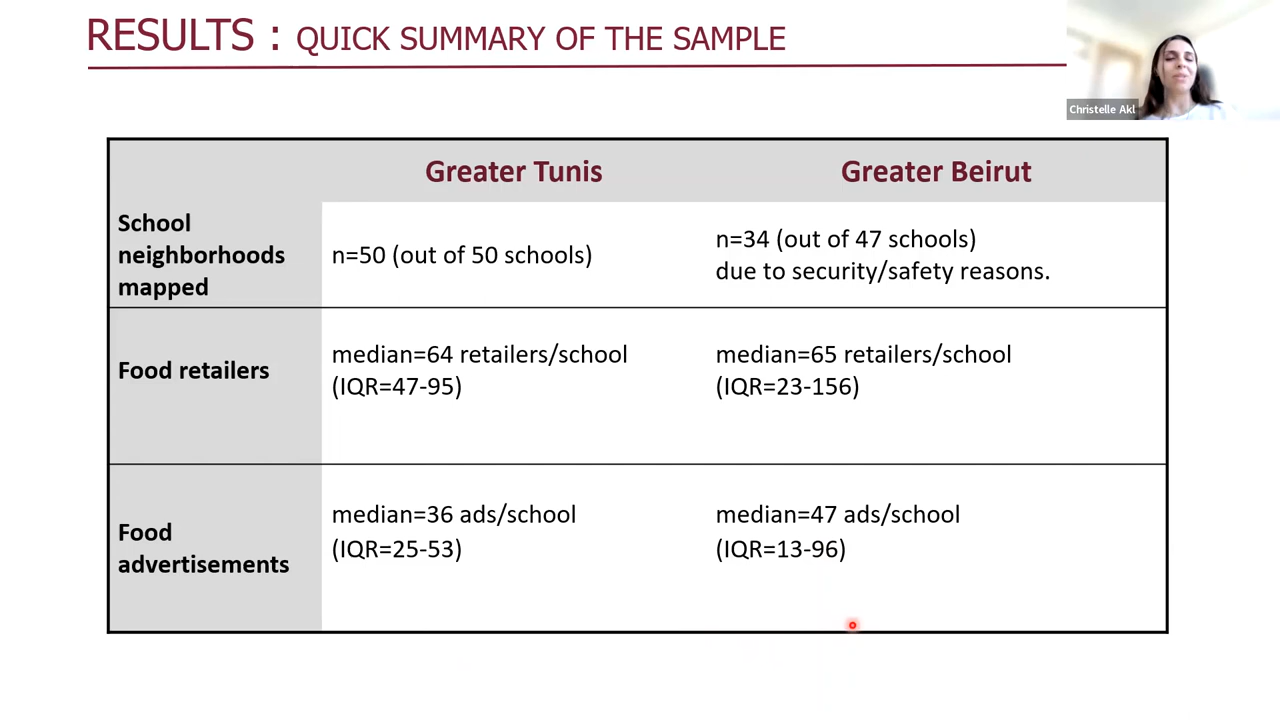 RESULTS : QUICK SUMMARY OF THE SAMPLE
Christelle Akl
Greater Tunis
Greater Beirut
School
neighborhoods
mapped
n=50 (out of 50 schools)
n=34 (out of 47 schools)
due to security/safety reasons.
Food retailers
median=64 retailers/school
(IQR=47-95)
median=65 retailers/school
(IQR=23-156)
Food
advertisements
median=36 ads/school
(IQR=25-53)
median=47 ads/school
(IQR=13-96)